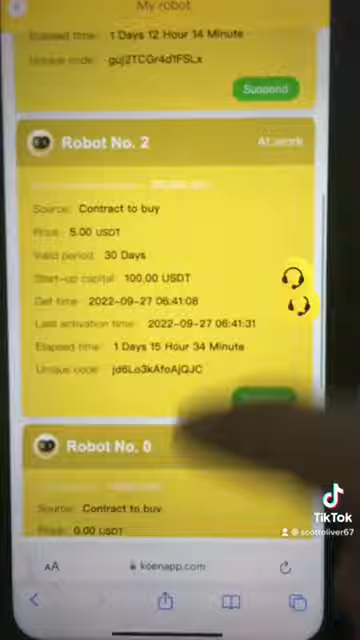 My robot
Elapsed time: 1 Days 12 Hour 14 Minute
Unique code: guj2TCGr4d1FSLx
Suspend
Robot No. 2
At work
Source: Contract to buy
Price: 5.00 USDT
Valid period: 30 Days
Start-up capital: 100.00 USDT
Get time: 2022-09-27 06:41:08
Last activation time: 2022-09-27 06:41:31
Elapsed time: 1 Days 15 Hour 34 Minute
Unique code: jd6Lo3kAfoAjQJC
Robot No. 0
Source: Contract to buy
Price: 0.00 USDT
TikTok
@scottoliver67
AA
koenapp.com